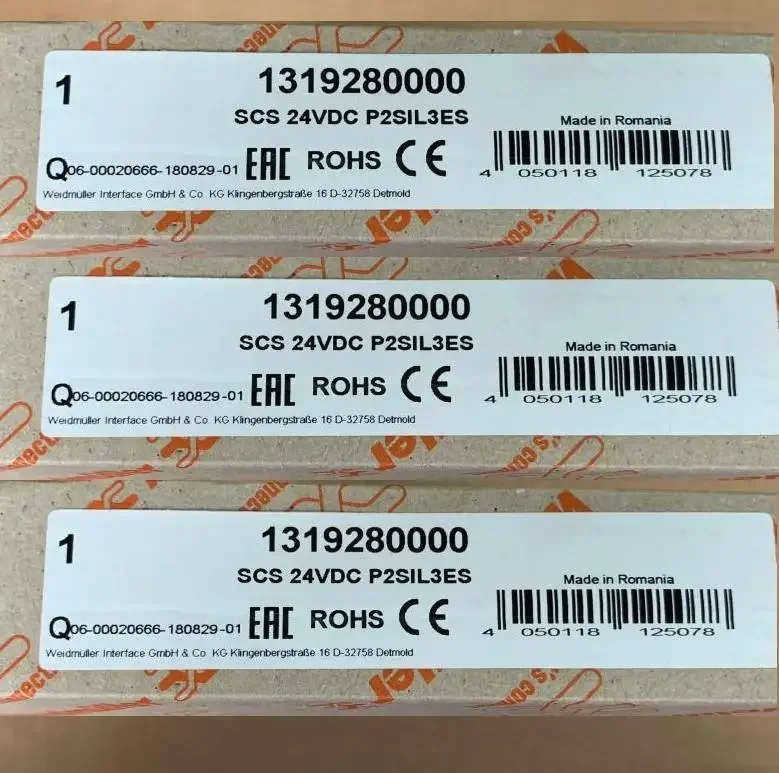 1
1319280000
SCS 24VDC P2SIL3ES
Made in Romania
Q06-00020666-180829-01 EAC ROHS CE
4 050118 125078
Weidmüller Interface GmbH & Co. KG Klingenbergstraße 16 D-32758 Detmold
1
1319280000
SCS 24VDC P2SIL3ES
Made in Romania
Q06-00020666-180829-01 EAC ROHS CE
4 050118 125078
Weidmüller Interface GmbH & Co. KG Klingenbergstraße 16 D-32758 Detmold
1
1319280000
SCS 24VDC P2SIL3ES
Made in Romania
Q06-00020666-180829-01 EAC ROHS CE
4 050118 125078
Weidmüller Interface GmbH & Co. KG Klingenbergstraße 16 D-32758 Detmold